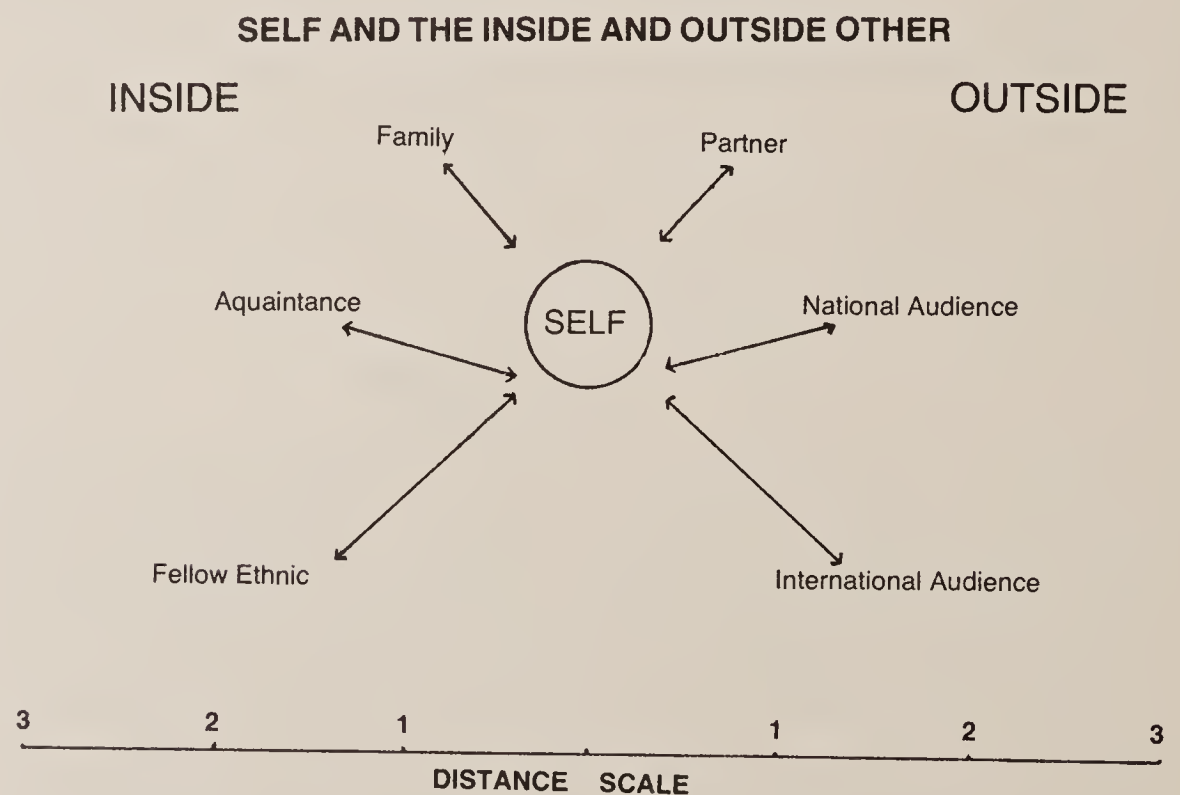 SELF AND THE INSIDE AND OUTSIDE OTHER
INSIDE
OUTSIDE
Family
Partner
Aquaintance
SELF
National Audience
Fellow Ethnic
International Audience
3 2 1 1 2 3
DISTANCE SCALE